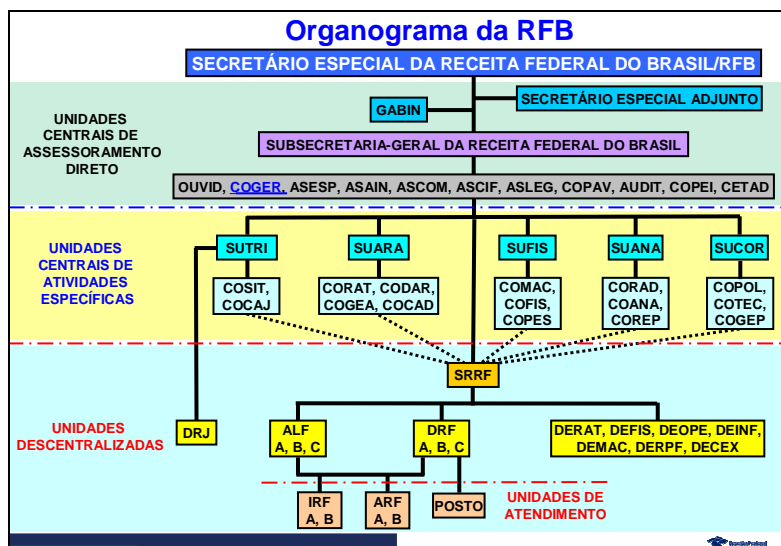 Organograma da RFB
SECRETÁRIO ESPECIAL DA RECEITA FEDERAL DO BRASIL/RFB
GABIN
SECRETÁRIO ESPECIAL ADJUNTO
UNIDADES
CENTRAIS DE
ASSESSORAMENTO
DIRETO
SUBSECRETARIA-GERAL DA RECEITA FEDERAL DO BRASIL
OUVID, COGER, ASESP, ASAIN, ASCOM, ASCIF, ASLEG, COPAV, AUDIT, COPEI, CETAD
UNIDADES
CENTRAIS DE
ATIVIDADES
ESPECÍFICAS
SUTRI
SUARA
SUFIS
SUANA
SUCOR
COSIT,
COCAJ
CORAT, CODAR,
COGEA, COCAD
COMAC,
COFIS,
COPES
CORAD,
COANA,
COREP
COPOL,
COTEC,
COGEP
SRRF
UNIDADES
DESCENTRALIZADAS
DRJ
ALF
A, B, C
DRF
A, B, C
DERAT, DEFIS, DEOPE, DEINF,
DEMAC, DERPF, DECEX
IRF
A, B
ARF
A, B
POSTO
UNIDADES DE
ATENDIMENTO
Receita Federal